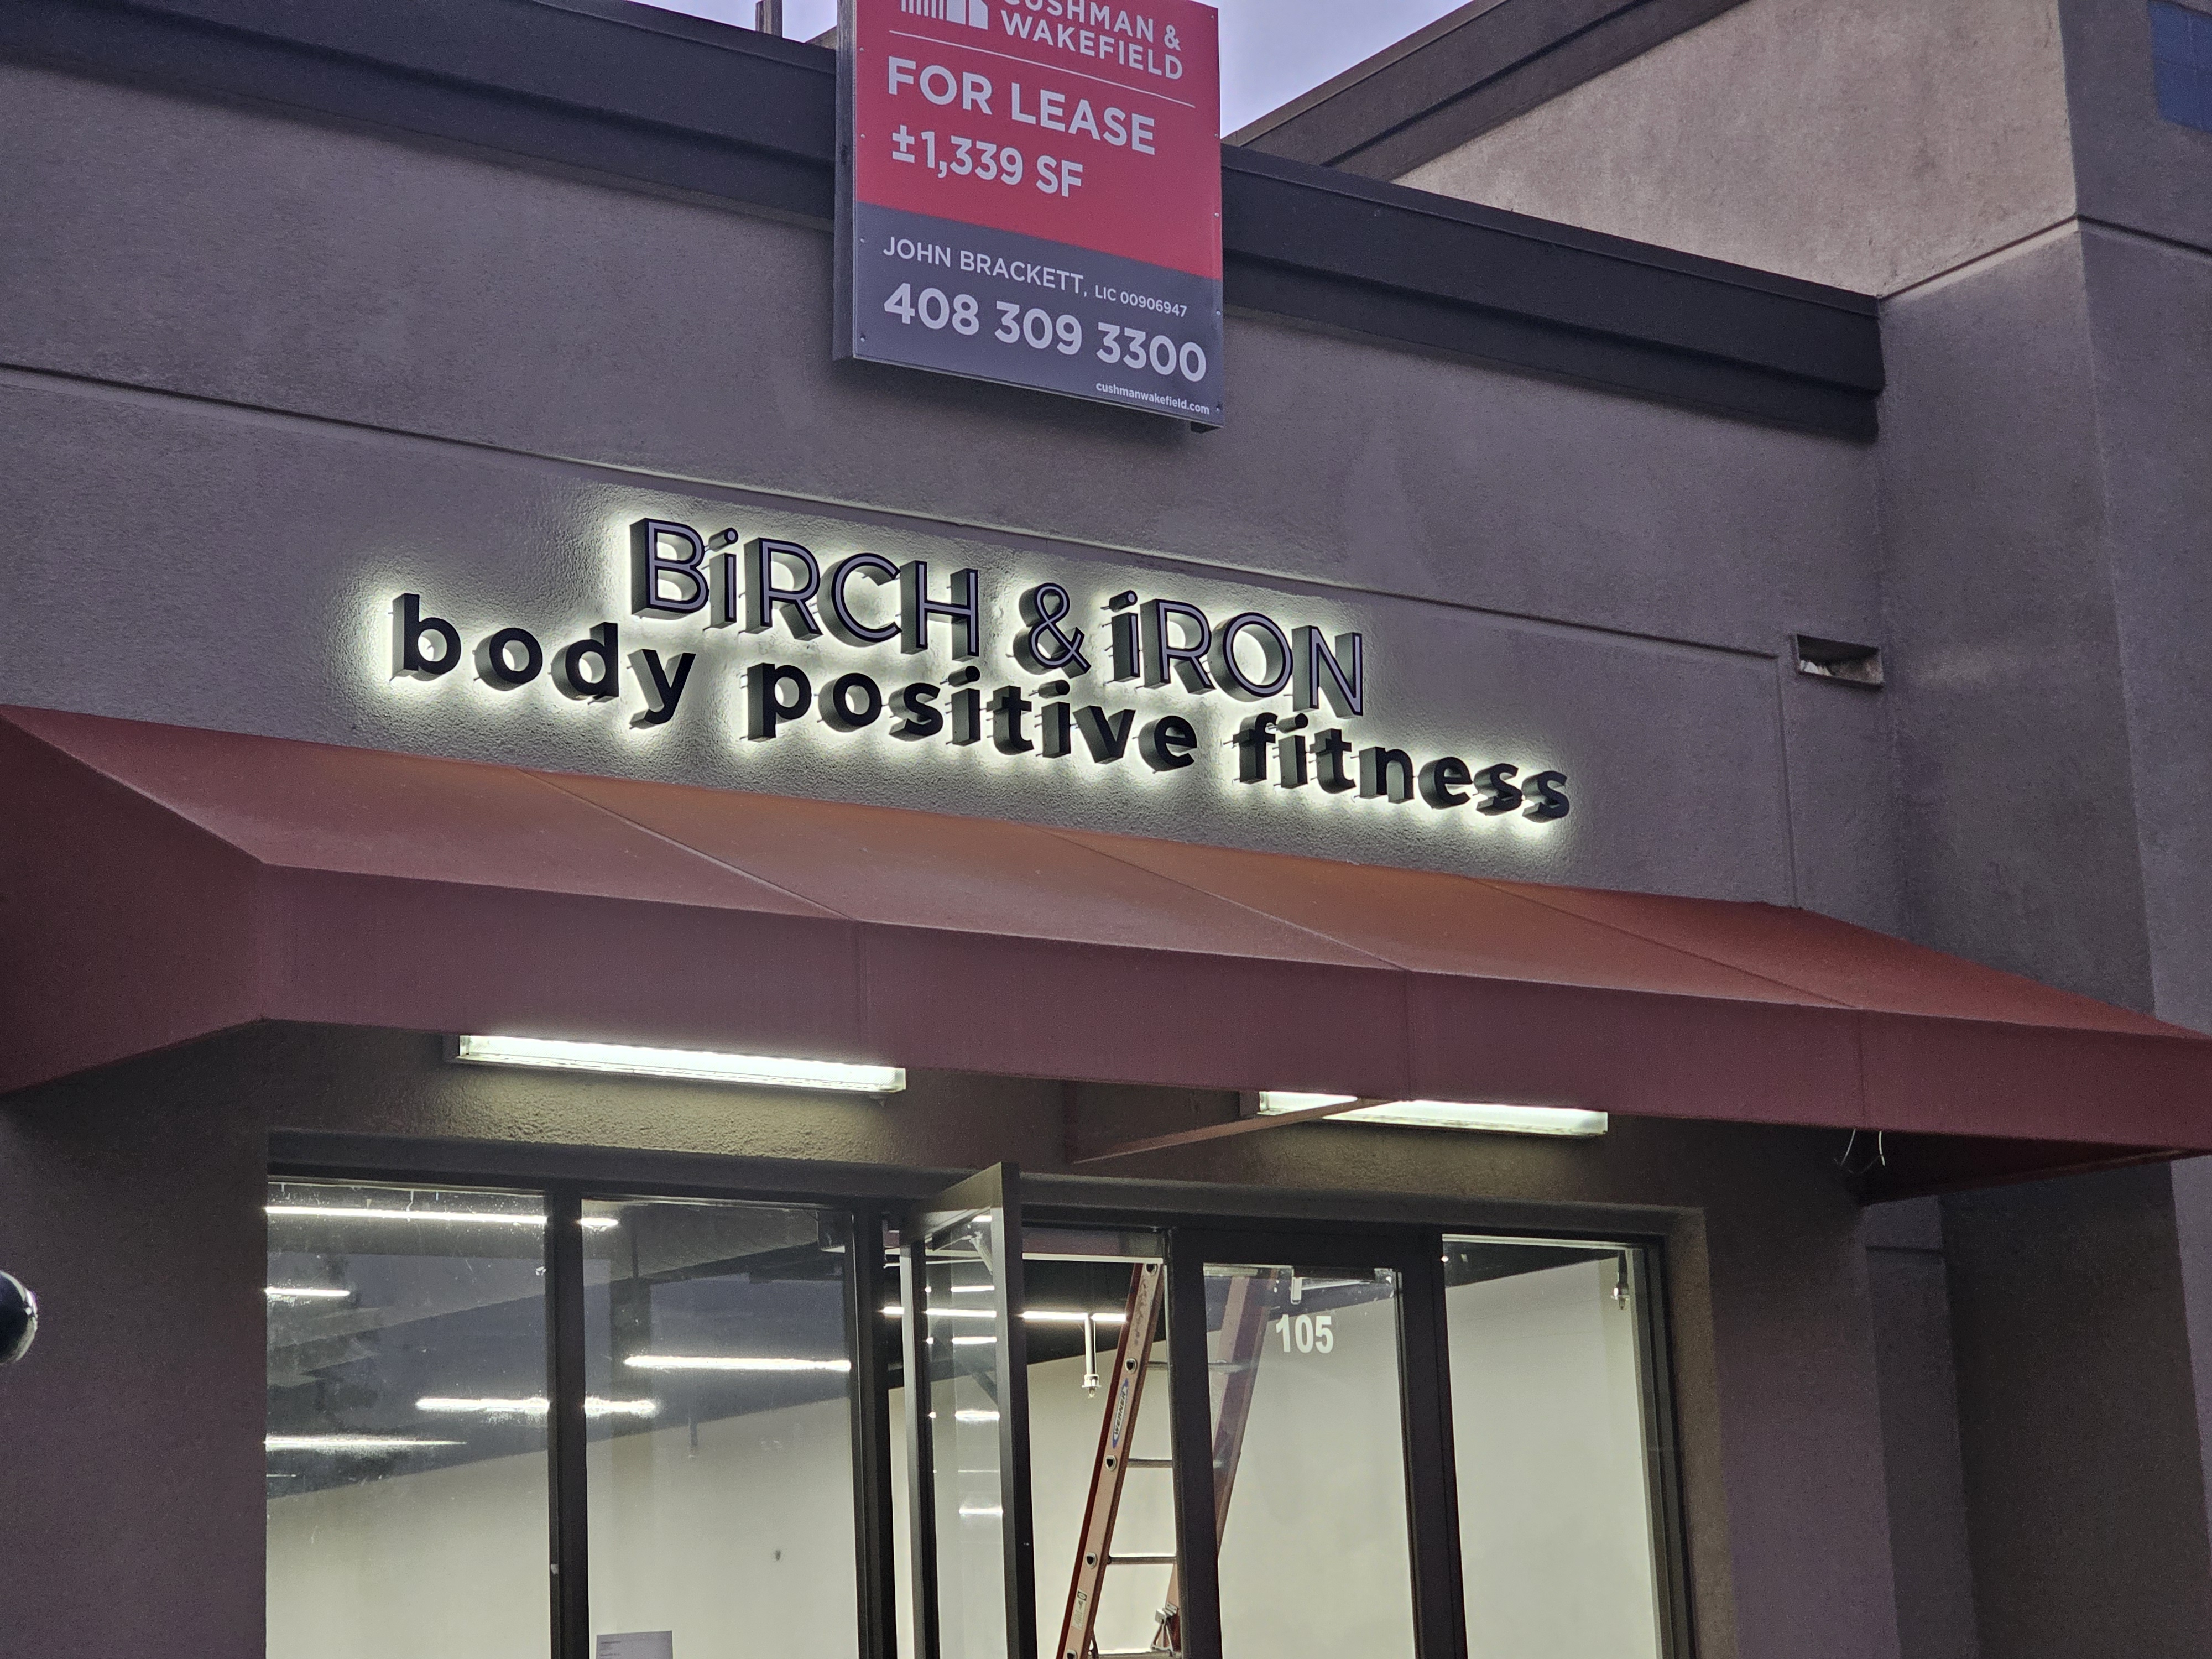 CUSHMAN &
WAKEFIELD
FOR LEASE
±1,339 SF
JOHN BRACKETT, LIC 00906947
408 309 3300
cushmanwakefield.com
BiRCH & iRON
body positive fitness
105
WERNER